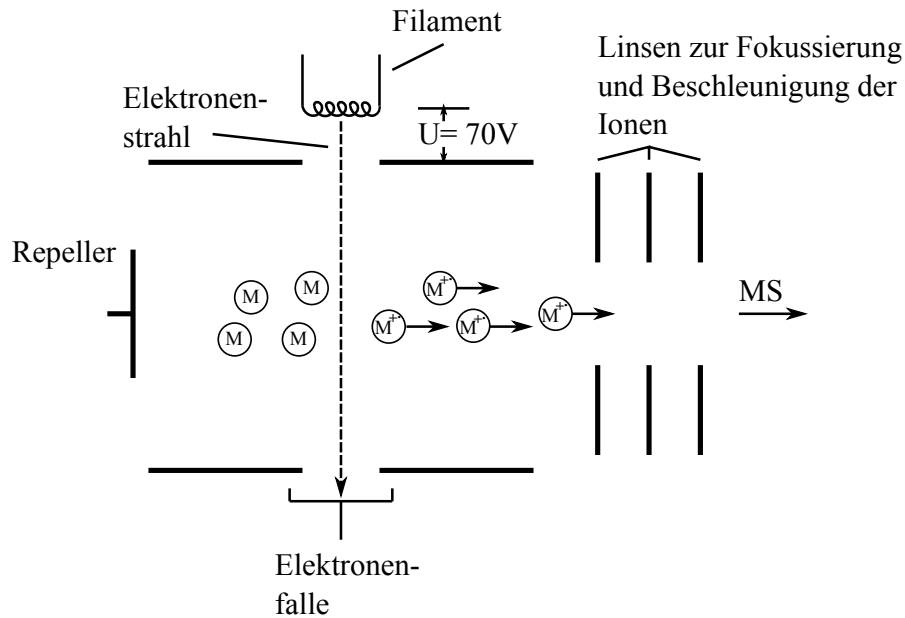 Filament
Linsen zur Fokussierung
und Beschleunigung der
Ionen
Elektronen-
strahl
U= 70V
Repeller
M
M
M
M
M+·
M+·
M+·
M+·
MS
Elektronen-
falle